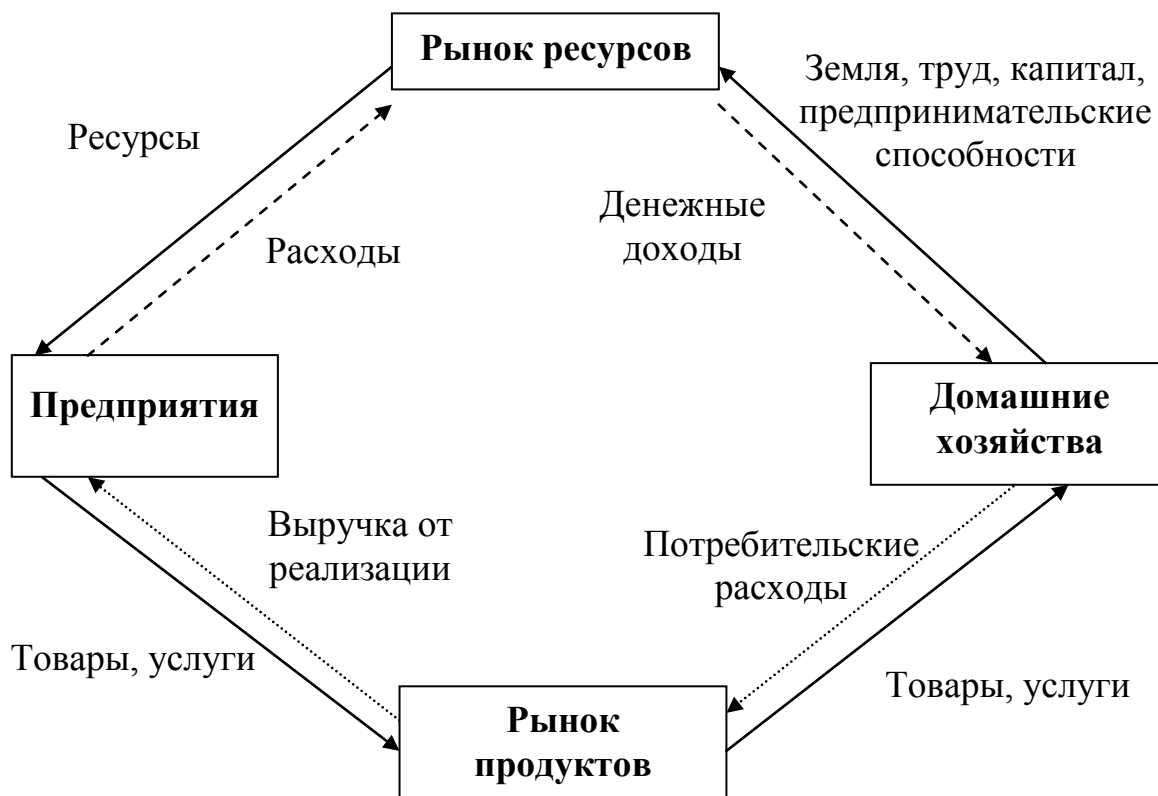 Рынок ресурсов
Земля, труд, капитал,
предпринимательские
способности
Ресурсы
Денежные
доходы
Расходы
Предприятия
Домашние
хозяйства
Выручка от
реализации
Потребительские
расходы
Товары, услуги
Товары, услуги
Рынок
продуктов